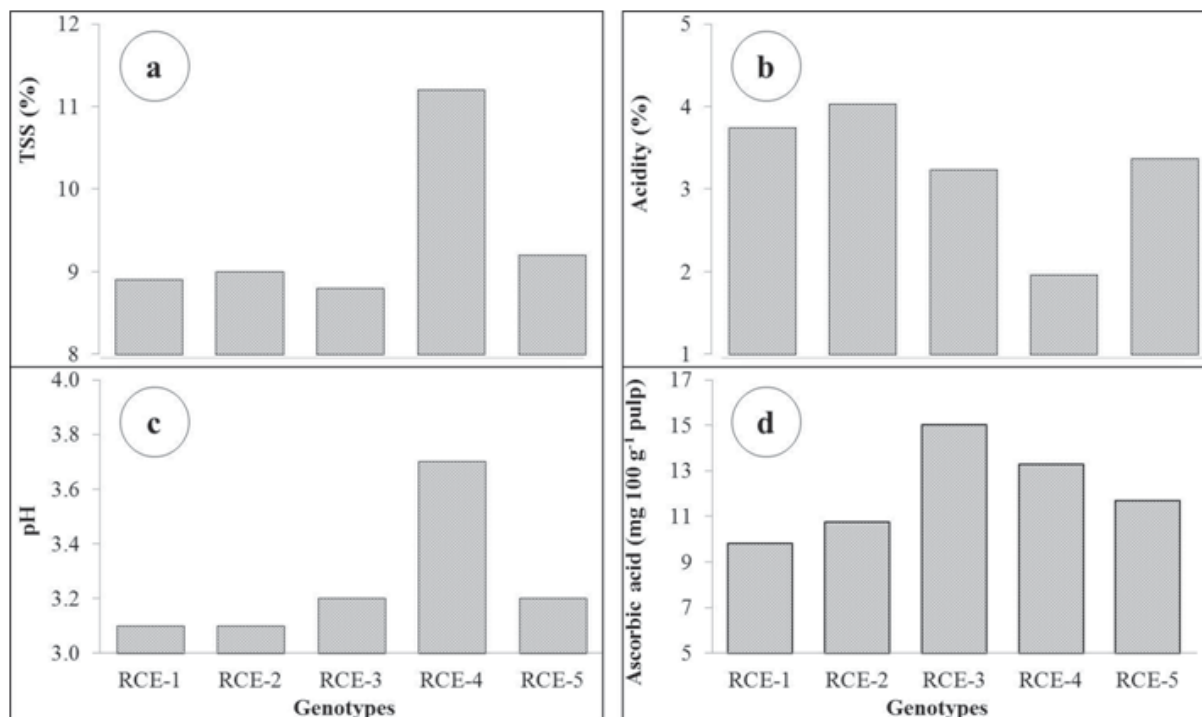 12
11
10
9
8
TSS (%)
a
5
4
3
2
1
Acidity (%)
b
4.0
3.8
3.6
3.4
3.2
3.0
pH
c
RCE-1 RCE-2 RCE-3 RCE-4 RCE-5
Genotypes
17
15
13
11
9
7
5
Ascorbic acid (mg 100 g⁻¹ pulp)
d
RCE-1 RCE-2 RCE-3 RCE-4 RCE-5
Genotypes